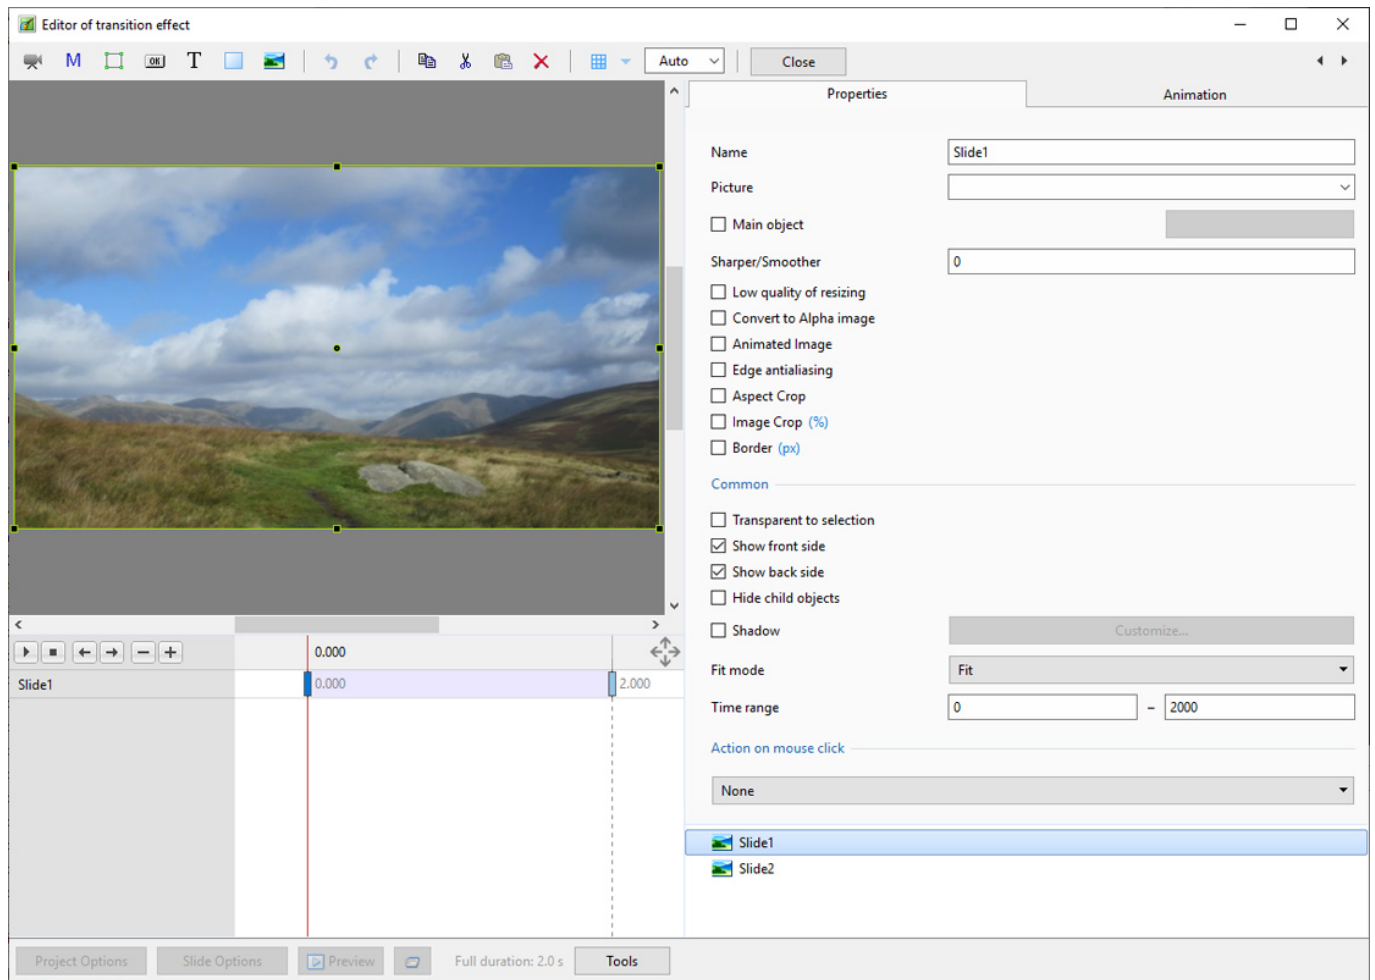 Editor of transition effect
M OK T Auto Close
Properties Animation
Name Slide1
Picture
Main object
Sharper/Smoother 0
Low quality of resizing
Convert to Alpha image
Animated Image
Edge antialiasing
Aspect Crop
Image Crop (%)
Border (px)
Common
Transparent to selection
Show front side
Show back side
Hide child objects
Shadow Customize...
Fit mode Fit
Time range 0 – 2000
Action on mouse click
None
Slide1
Slide2
0.000
Slide1 0.000 2.000
Project Options Slide Options Preview Full duration: 2.0 s Tools